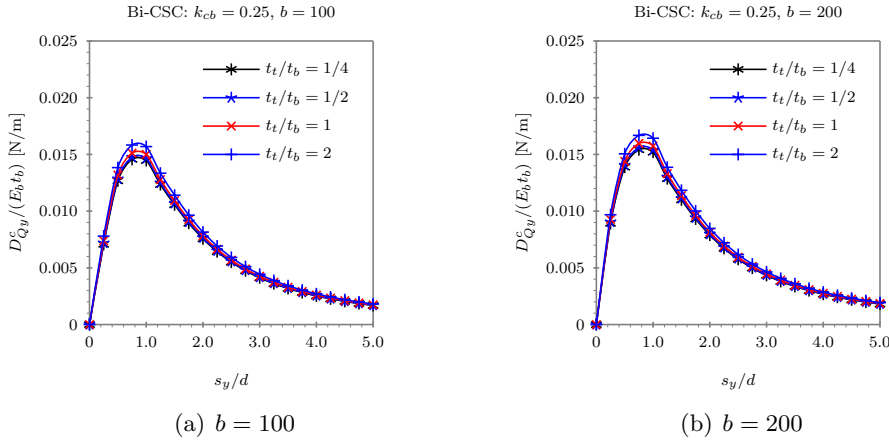 Bi-CSC: k_{cb} = 0.25, b = 100
D^c_{Qy}/(E_b t_b) [N/m]
0.025
0.020
0.015
0.010
0.005
0
t_t/t_b = 1/4
t_t/t_b = 1/2
t_t/t_b = 1
t_t/t_b = 2
0 1.0 2.0 3.0 4.0 5.0
s_y/d
(a) b = 100
Bi-CSC: k_{cb} = 0.25, b = 200
D^c_{Qy}/(E_b t_b) [N/m]
0.025
0.020
0.015
0.010
0.005
0
t_t/t_b = 1/4
t_t/t_b = 1/2
t_t/t_b = 1
t_t/t_b = 2
0 1.0 2.0 3.0 4.0 5.0
s_y/d
(b) b = 200